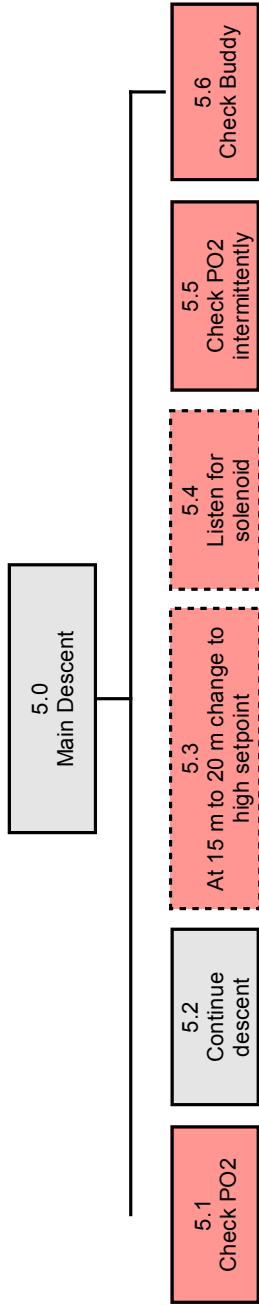 5.0
Main Descent
5.1
Check PO2
5.2
Continue
descent
5.3
At 15 m to 20 m change to
high setpoint
5.4
Listen for
solenoid
5.5
Check PO2
intermittently
5.6
Check Buddy